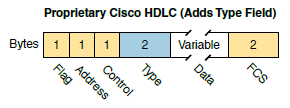 Proprietary Cisco HDLC (Adds Type Field)
Bytes 1 1 1 2 Variable 2
Flag Address Control Type Data FCS